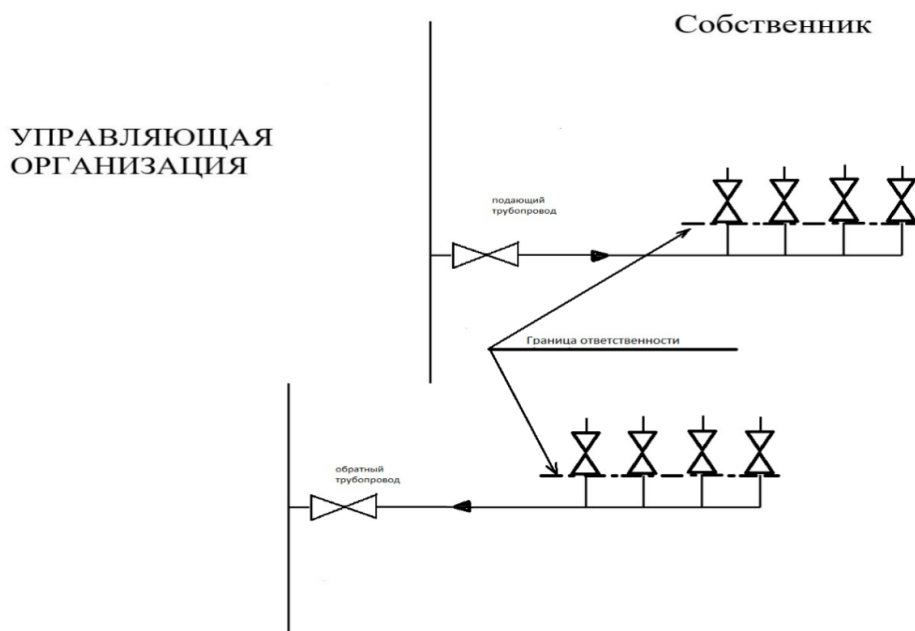 Собственник
УПРАВЛЯЮЩАЯ
ОРГАНИЗАЦИЯ
подающий
трубопровод
Граница ответственности
обратный
трубопровод